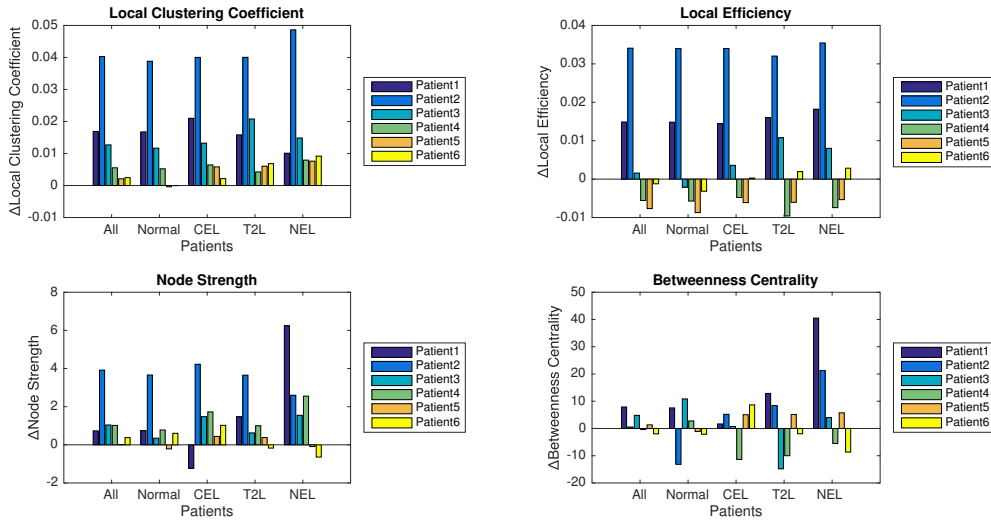 Local Clustering Coefficient
0.05
0.04
0.03
0.02
0.01
0
-0.01
ΔLocal Clustering Coefficient
All Normal CEL T2L NEL
Patients
Patient1
Patient2
Patient3
Patient4
Patient5
Patient6
Local Efficiency
0.04
0.03
0.02
0.01
0
-0.01
ΔLocal Efficiency
All Normal CEL T2L NEL
Patients
Patient1
Patient2
Patient3
Patient4
Patient5
Patient6
Node Strength
8
6
4
2
0
-2
ΔNode Strength
All Normal CEL T2L NEL
Patients
Patient1
Patient2
Patient3
Patient4
Patient5
Patient6
Betweenness Centrality
50
40
30
20
10
0
-10
-20
ΔBetweenness Centrality
All Normal CEL T2L NEL
Patients
Patient1
Patient2
Patient3
Patient4
Patient5
Patient6